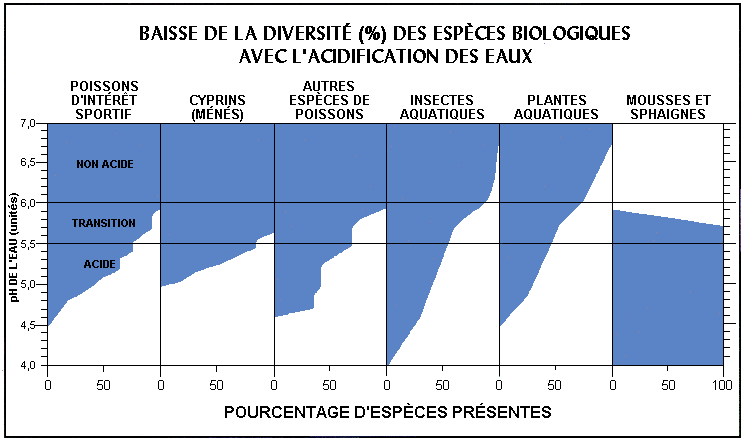 BAISSE DE LA DIVERSITÉ (%) DES ESPÈCES BIOLOGIQUES
AVEC L'ACIDIFICATION DES EAUX
POISSONS
D'INTÉRÊT
SPORTIF
CYPRINS
(MÉNÉS)
AUTRES
ESPÈCES DE
POISSONS
INSECTES
AQUATIQUES
PLANTES
AQUATIQUES
MOUSSES ET
SPHAIGNES
pH DE L'EAU (unités)
7,0
6,5
6,0
5,5
5,0
4,0
NON ACIDE
TRANSITION
ACIDE
0 50 0 50 0 50 0 50 0 50 0 50 100
POURCENTAGE D'ESPÈCES PRÉSENTES